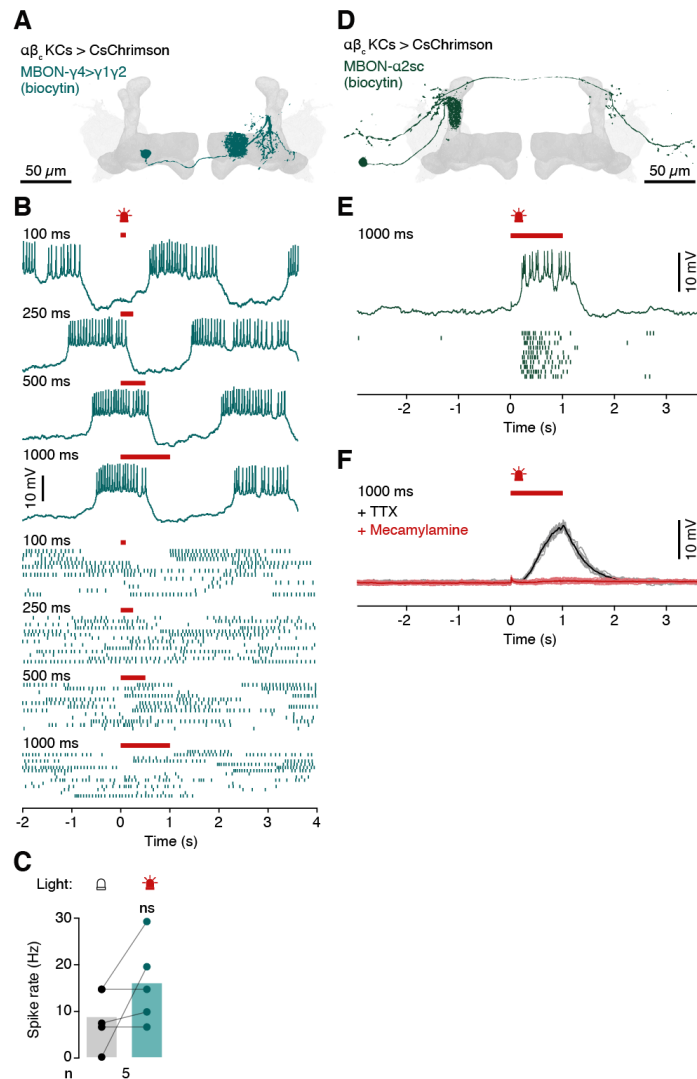 A
αβc KCs > CsChrimson
MBON-γ4>γ1γ2
(biocytin)
50 µm
B
100 ms
250 ms
500 ms
1000 ms
10 mV
100 ms
250 ms
500 ms
1000 ms
-2 -1 0 1 2 3 4
Time (s)
C
Light:
ns
30
20
10
0
Spike rate (Hz)
n 5
D
αβc KCs > CsChrimson
MBON-α2sc
(biocytin)
50 µm
E
1000 ms
10 mV
-2 -1 0 1 2 3
Time (s)
F
1000 ms
+ TTX
+ Mecamylamine
10 mV
-2 -1 0 1 2 3
Time (s)